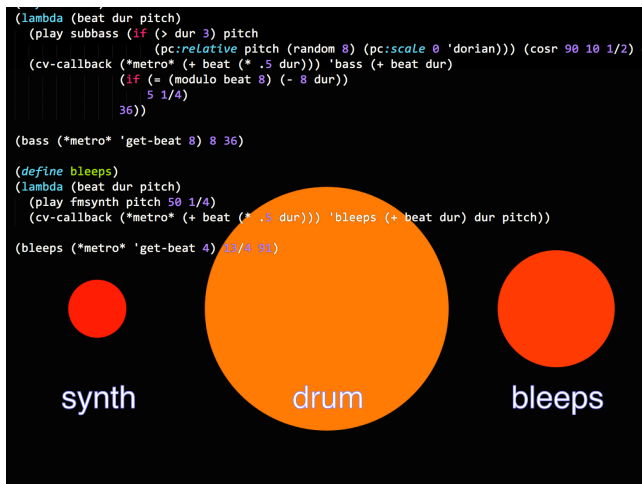 (lambda (beat dur pitch)
(play subbass (if (> dur 3) pitch
(pc:relative pitch (random 8) (pc:scale 0 'dorian))) (cosr 90 10 1/2)
(cv-callback (*metro* (+ beat (* .5 dur))) 'bass (+ beat dur)
(if (= (modulo beat 8) (- 8 dur))
5 1/4)
36))
(bass (*metro* 'get-beat 8) 8 36)
(define bleeps)
(lambda (beat dur pitch)
(play fmsynth pitch 50 1/4)
(cv-callback (*metro* (+ beat (* .5 dur))) 'bleeps (+ beat dur) dur pitch))
(bleeps (*metro* 'get-beat 4) 13/4 91)
synth drum bleeps